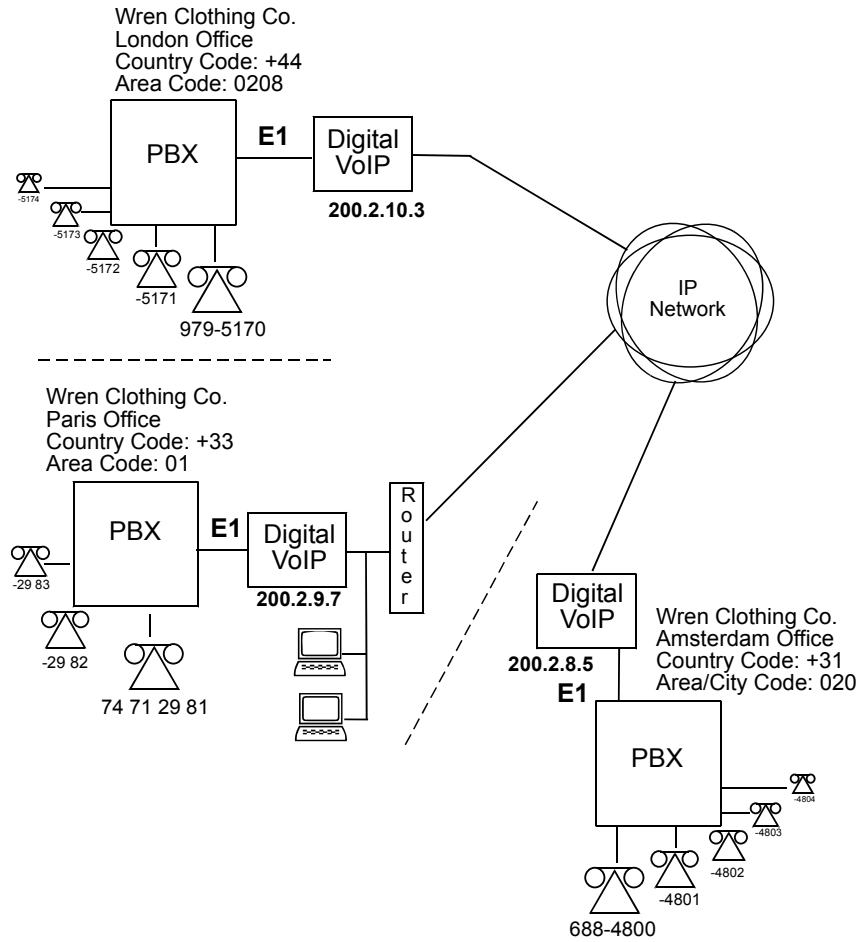 Wren Clothing Co.
London Office
Country Code: +44
Area Code: 0208
PBX
E1
Digital
VoIP
200.2.10.3
-5174
-5173
-5172
-5171
979-5170
IP
Network
Wren Clothing Co.
Paris Office
Country Code: +33
Area Code: 01
PBX
E1
Digital
VoIP
200.2.9.7
Router
-29 83
-29 82
74 71 29 81
Digital
VoIP
200.2.8.5
E1
Wren Clothing Co.
Amsterdam Office
Country Code: +31
Area/City Code: 020
PBX
-4804
-4803
-4802
-4801
688-4800